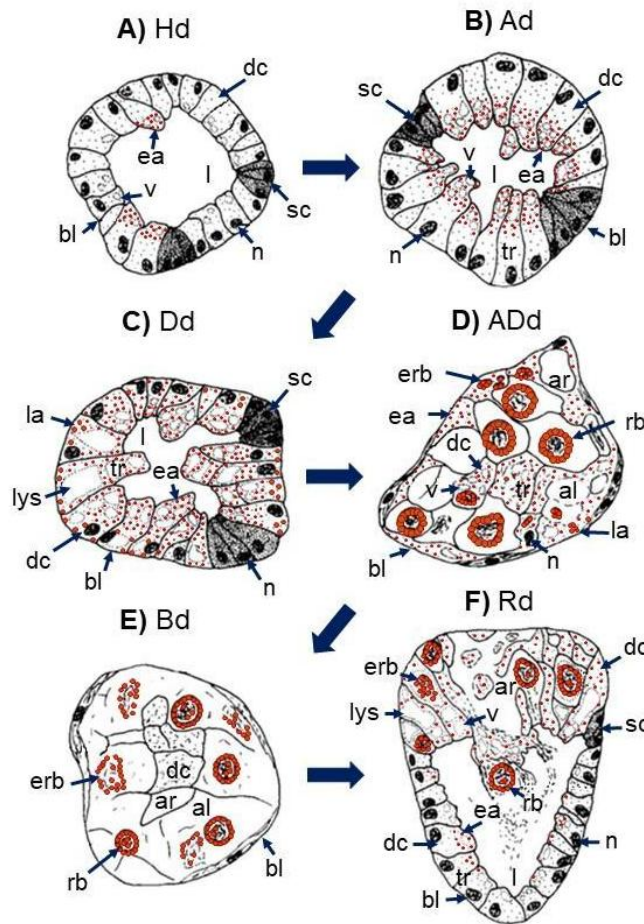 A) Hd
dc
ea
l
v
bl
sc
n
B) Ad
sc
dc
v
l
ea
n
tr
bl
C) Dd
la
l
sc
tr
ea
lys
dc
bl
n
D) ADd
erb
ar
ea
rb
dc
v
tr
al
la
bl
n
E) Bd
erb
dc
ar
al
rb
bl
F) Rd
dc
erb
ar
lys
v
sc
rb
ea
dc
n
tr
bl
l